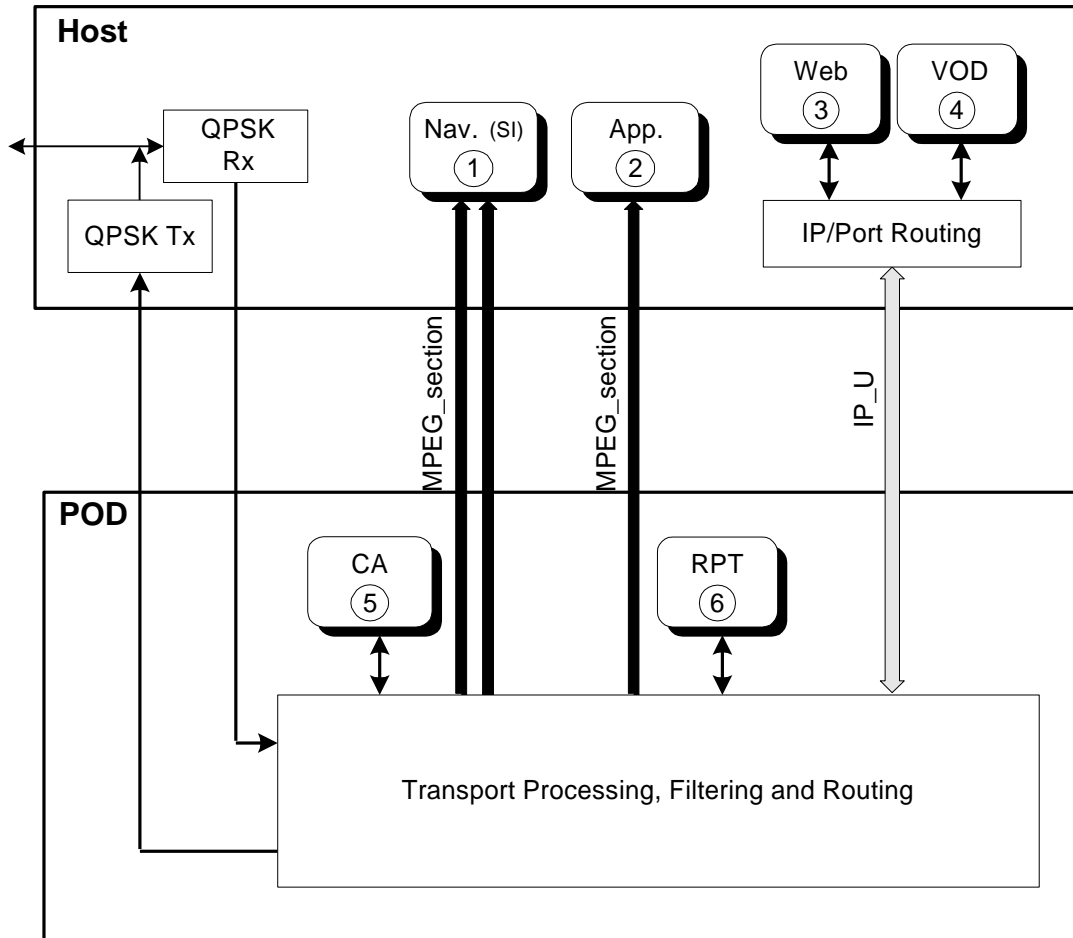 Host
Web
3
VOD
4
QPSK
Rx
Nav. (SI)
1
App.
2
QPSK Tx
IP/Port Routing
MPEG_section
MPEG_section
IP_U
POD
CA
5
RPT
6
Transport Processing, Filtering and Routing